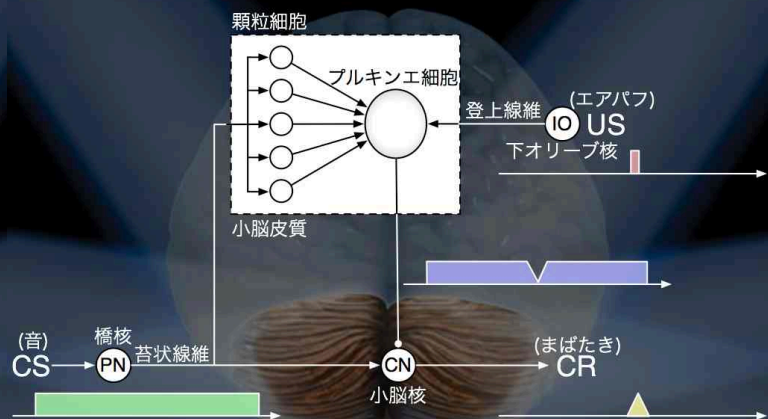 顆粒細胞
プルキンエ細胞
登上線維
(エアパフ)
IO
US
下オリーブ核
小脳皮質
(音)
CS
橋核
PN
苔状線維
CN
小脳核
(まばたき)
CR